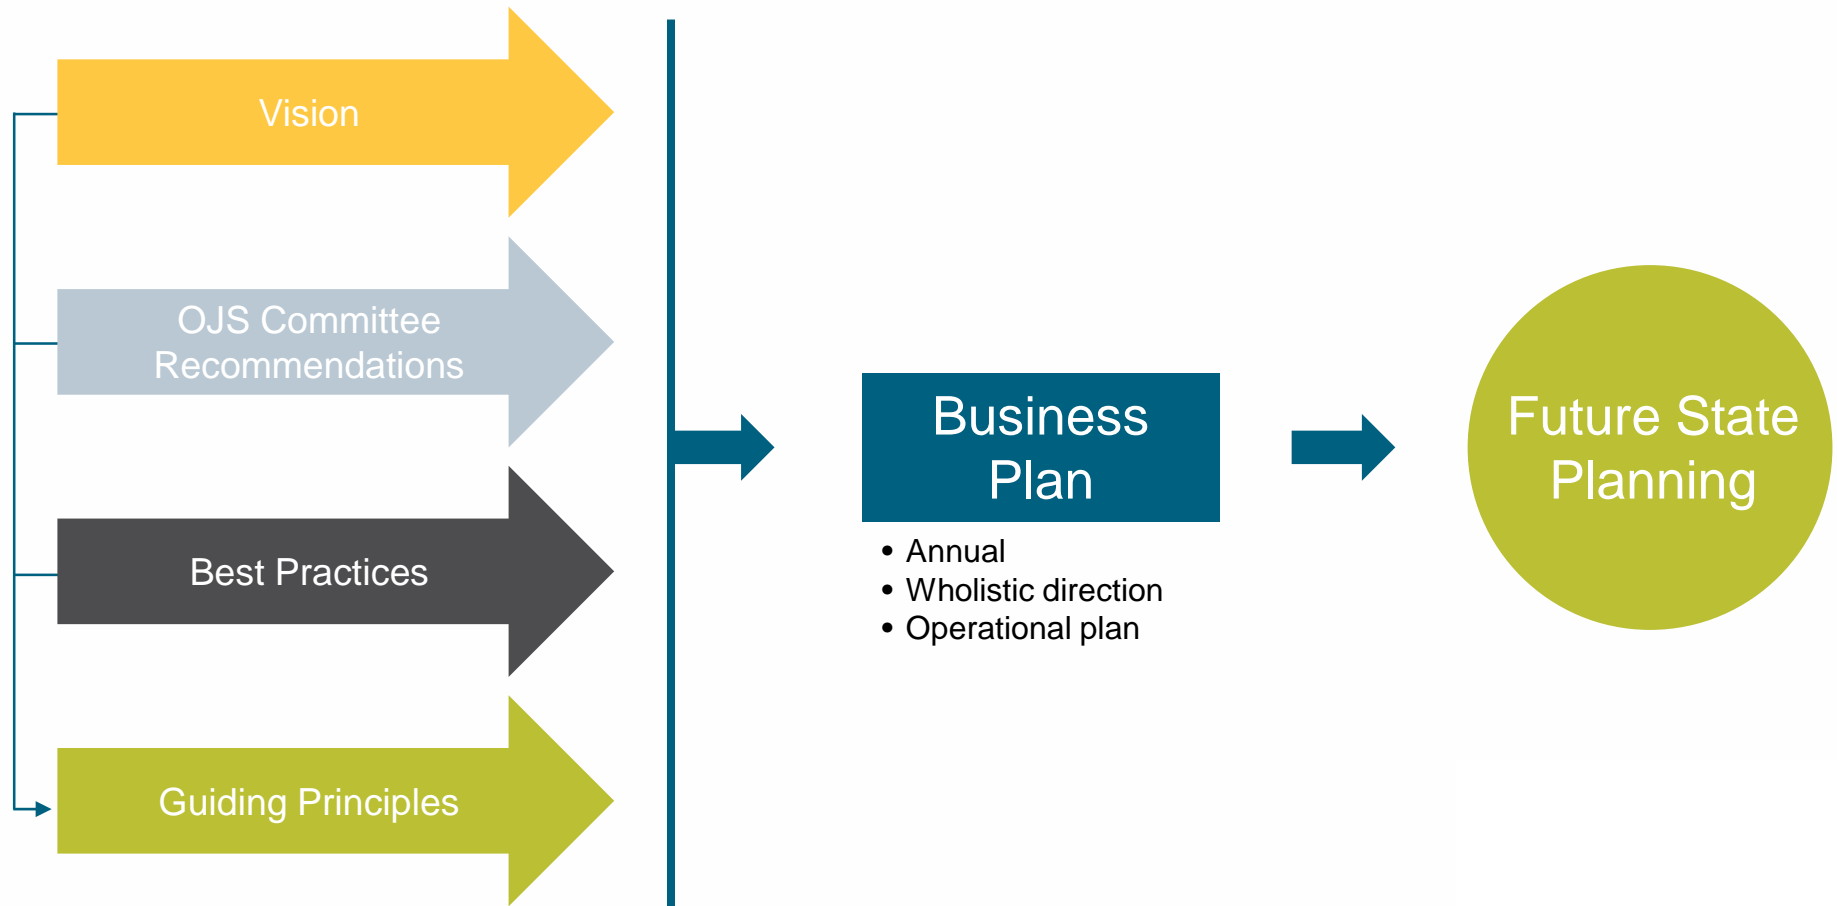 Vision
OJS Committee
Recommendations
Best Practices
Guiding Principles
Business
Plan
• Annual
• Wholistic direction
• Operational plan
Future State
Planning